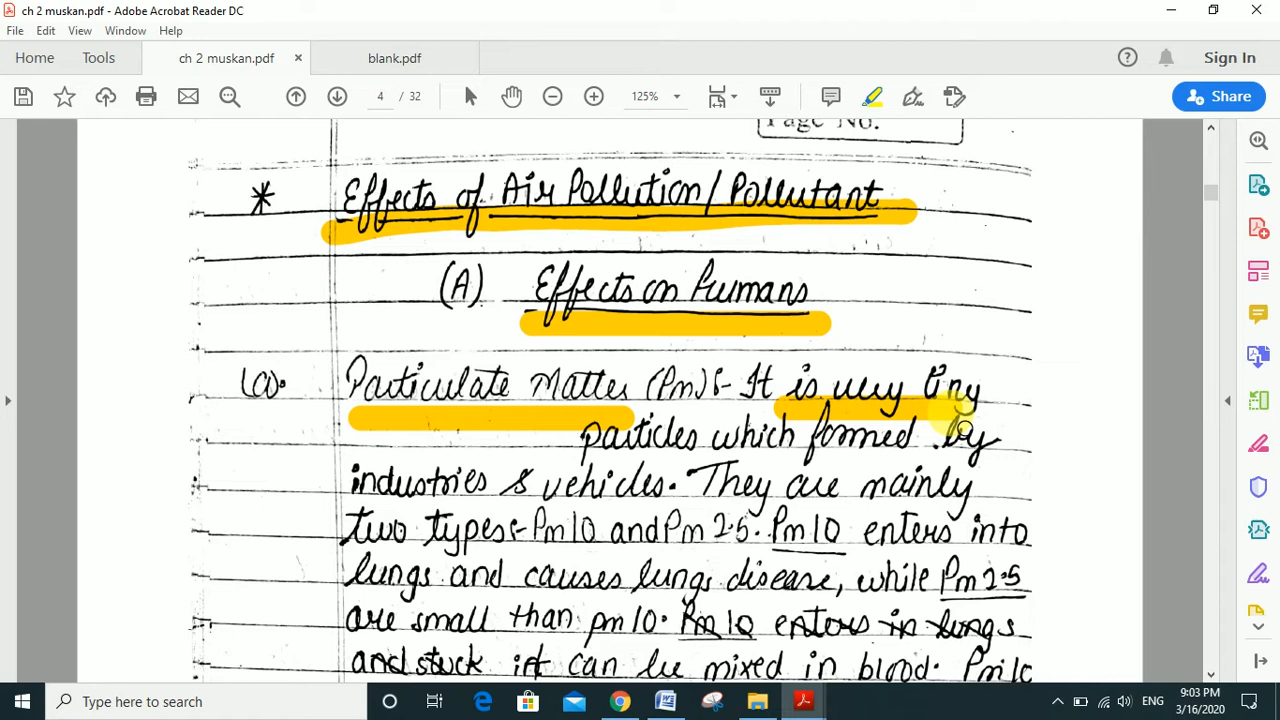 ch 2 muskan.pdf - Adobe Acrobat Reader DC
File Edit View Window Help
Home Tools ch 2 muskan.pdf × blank.pdf Sign In
4 / 32 125% Share
Page No.
* Effects of Air Pollution/Pollutant
(A) Effects on Humans
(a). Particulate Matter (Pm):- It is very tiny
particles which formed by
industries & vehicles. They are mainly
two types:- Pm10 and Pm 2.5. Pm10 enters into
lungs and causes lungs disease, while Pm2.5
are small than pm10. Pm10 enters in lungs
and stuck it can be mixed in blood. Pm10
Type here to search
ENG
9:03 PM
3/16/2020